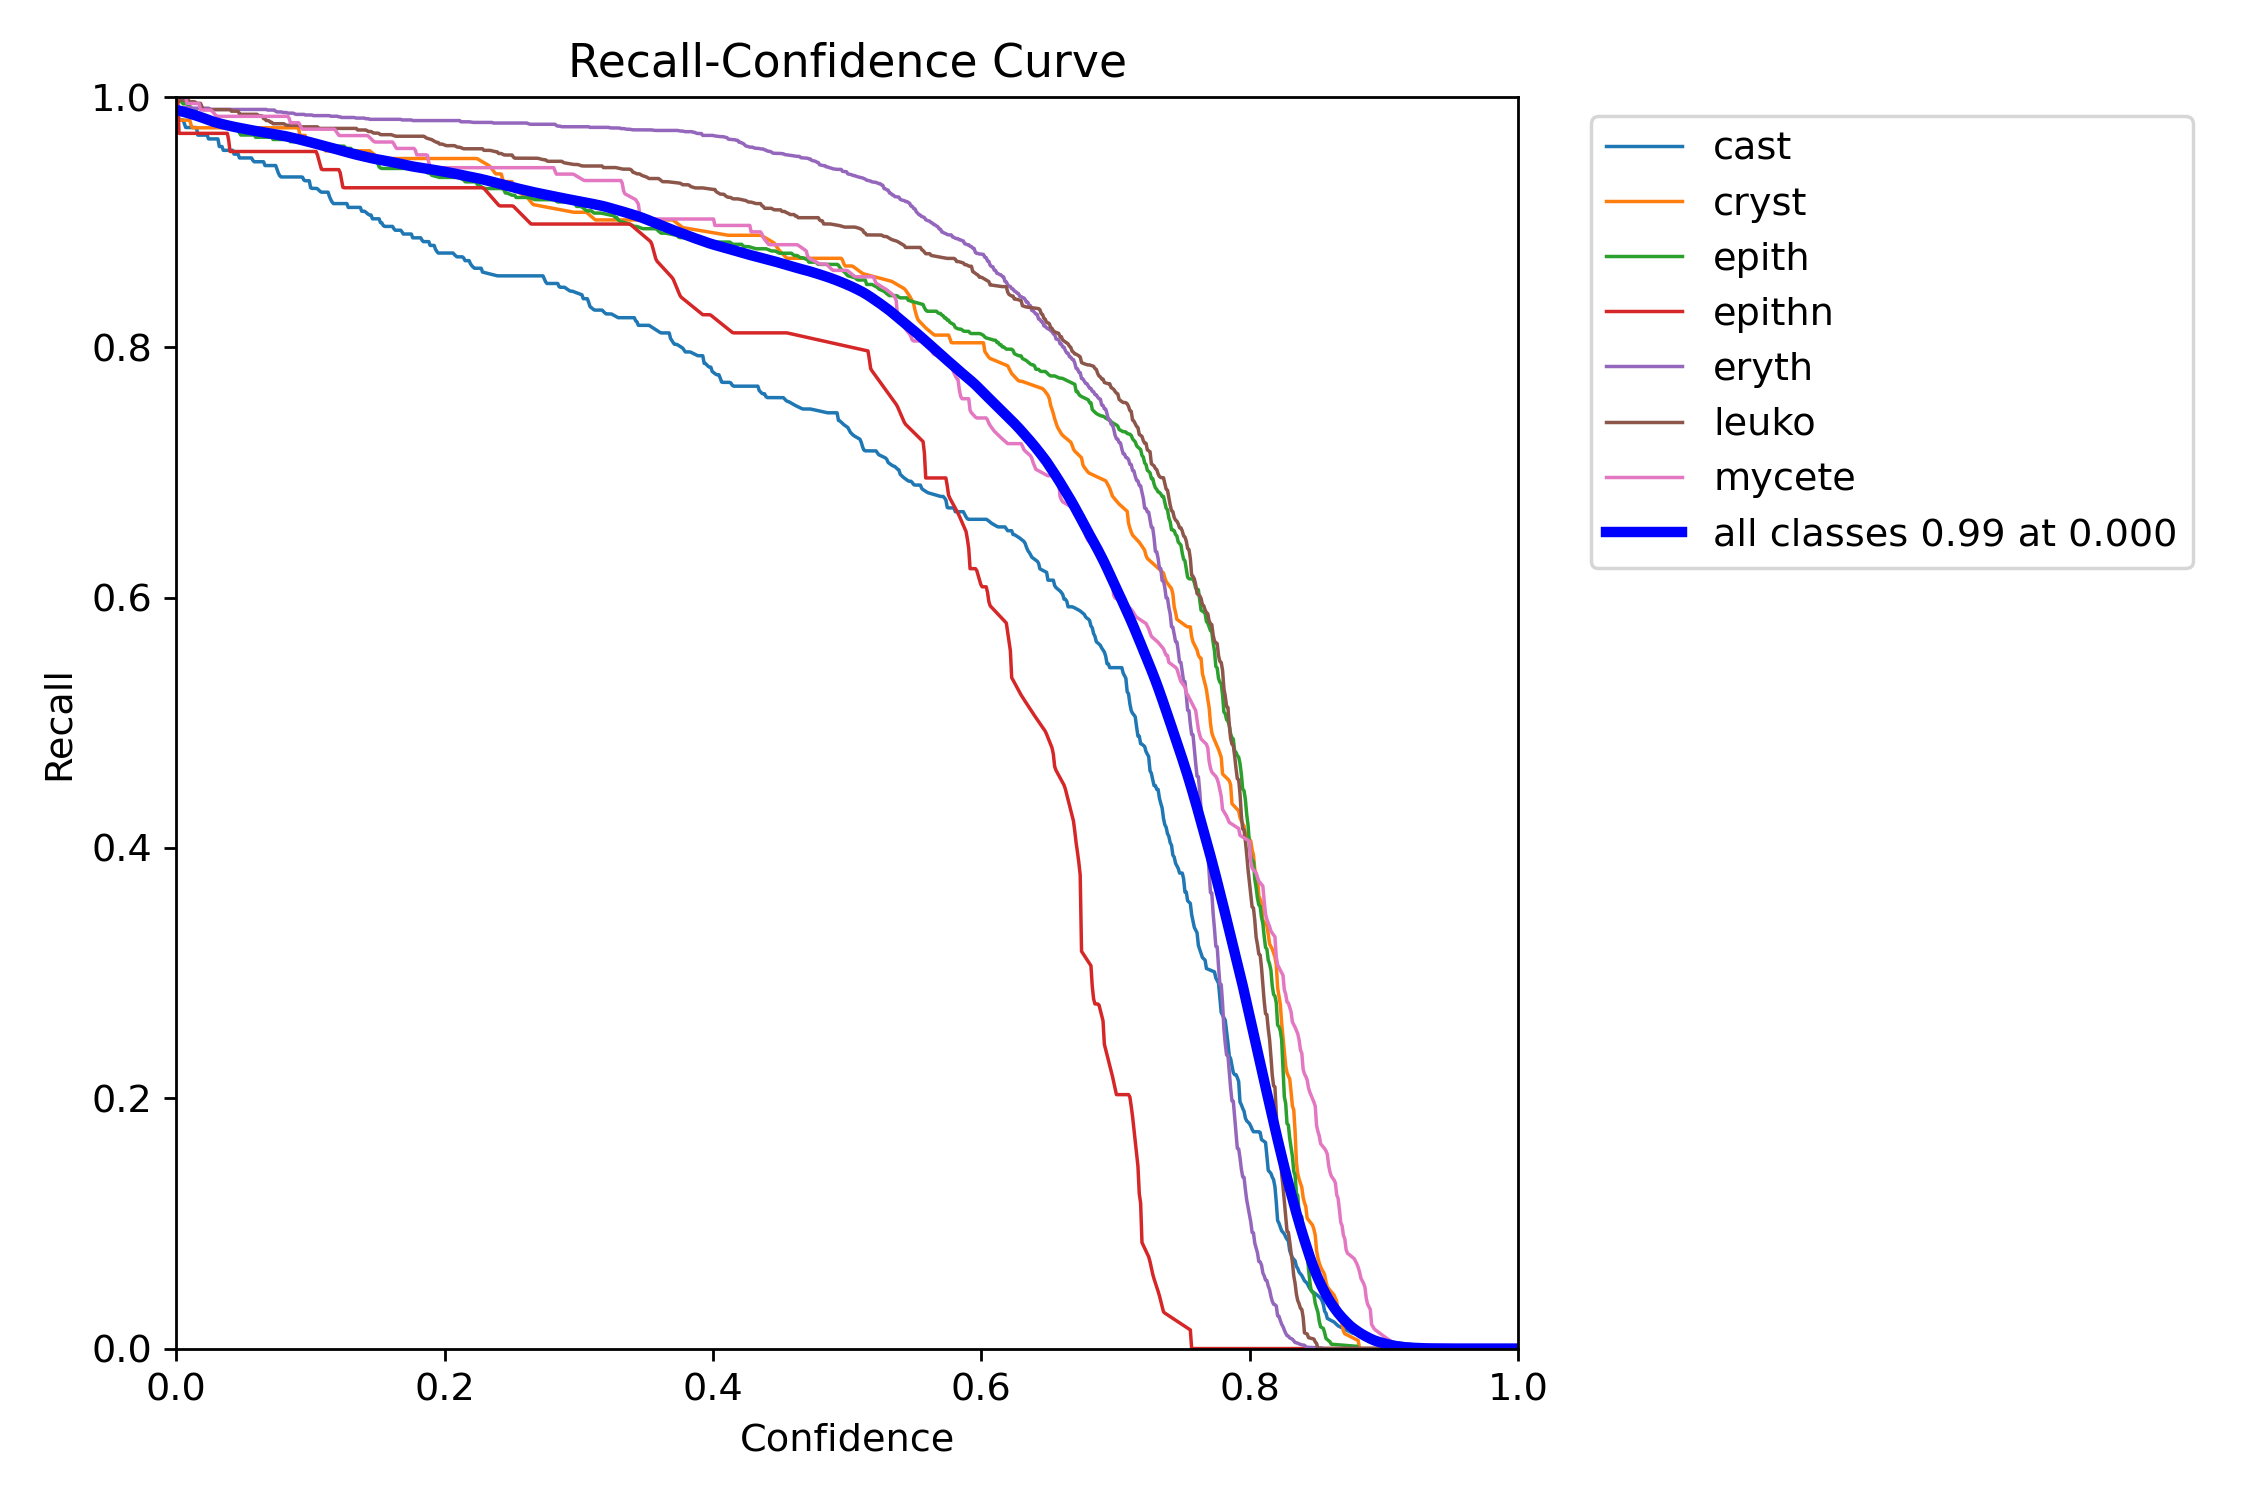 Recall-Confidence Curve
1.0
0.8
0.6
0.4
0.2
0.0
Recall
0.0 0.2 0.4 0.6 0.8 1.0
Confidence
cast
cryst
epith
epithn
eryth
leuko
mycete
all classes 0.99 at 0.000